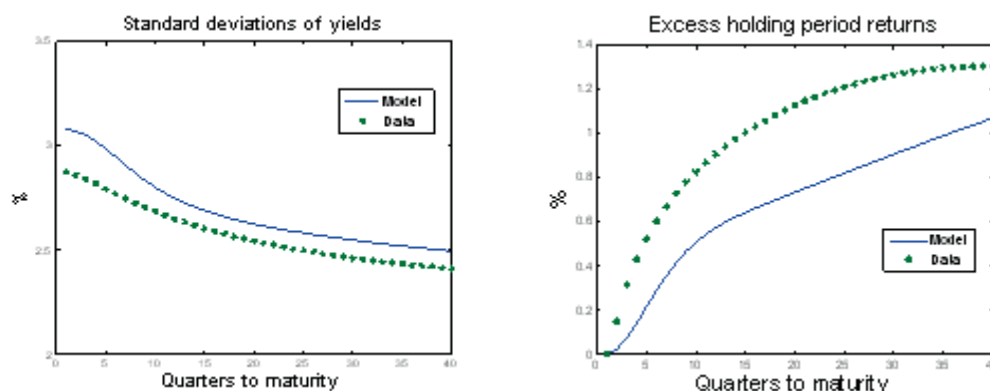 Standard deviations of yields
3.5
3
2.5
2
%
0 5 10 15 20 25 30 35 40
Quarters to maturity
Model
Data
Excess holding period returns
1.4
1.2
1
0.8
0.6
0.4
0.2
0
%
0 5 10 15 20 25 30 35 40
Quarters to maturity
Model
Data